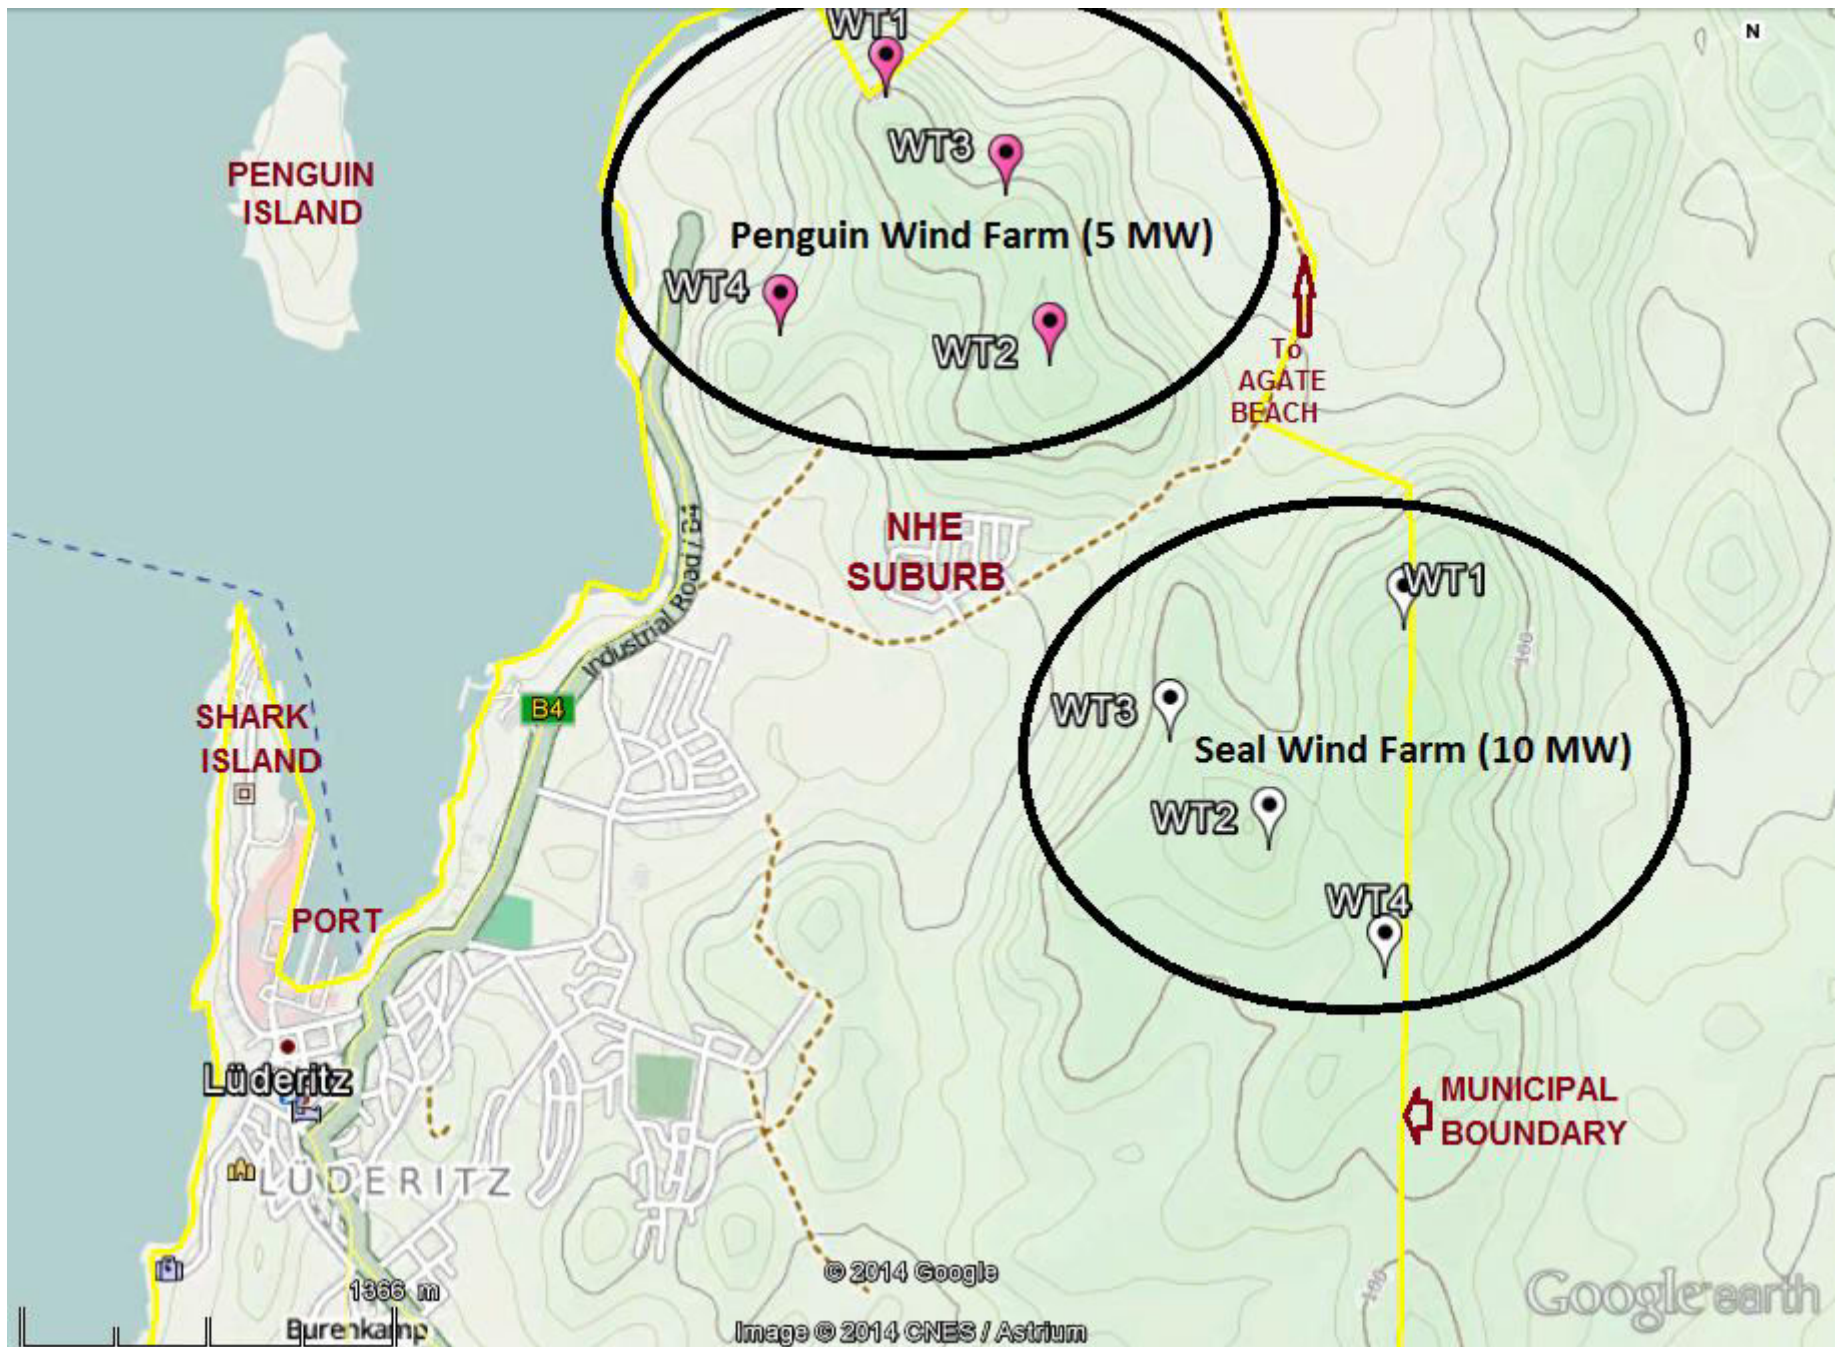 N
WT1
WT3
PENGUIN
ISLAND
Penguin Wind Farm (5 MW)
WT4
WT2
To
AGATE
BEACH
NHE
SUBURB
Industrial Road / B4
WT1
B4
SHARK
ISLAND
WT3
100
Seal Wind Farm (10 MW)
WT2
WT4
PORT
Lüderitz
MUNICIPAL
BOUNDARY
LÜDERITZ
© 2014 Google
1366 m
100
Google earth
Burenkamp
Image © 2014 CNES / Astrium